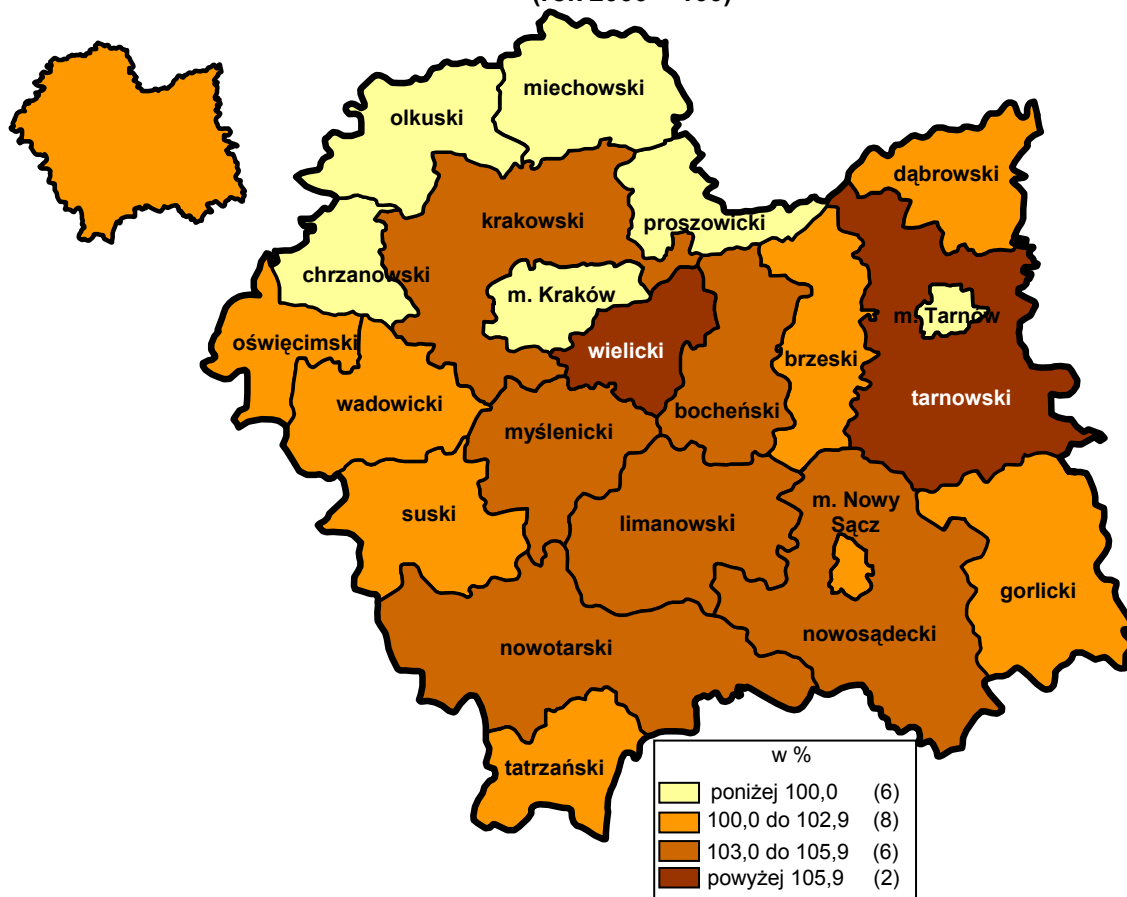 miechowski
olkuski
dąbrowski
krakowski
proszowicki
chrzanowski
m. Kraków
m. Tarnów
oświęcimski
wielicki
brzeski
wadowicki
bocheński
tarnowski
myślenicki
suski
limanowski
m. Nowy
Sącz
gorlicki
nowotarski
nowosądecki
tatrzański
w %
poniżej 100,0 (6)
100,0 do 102,9 (8)
103,0 do 105,9 (6)
powyżej 105,9 (2)